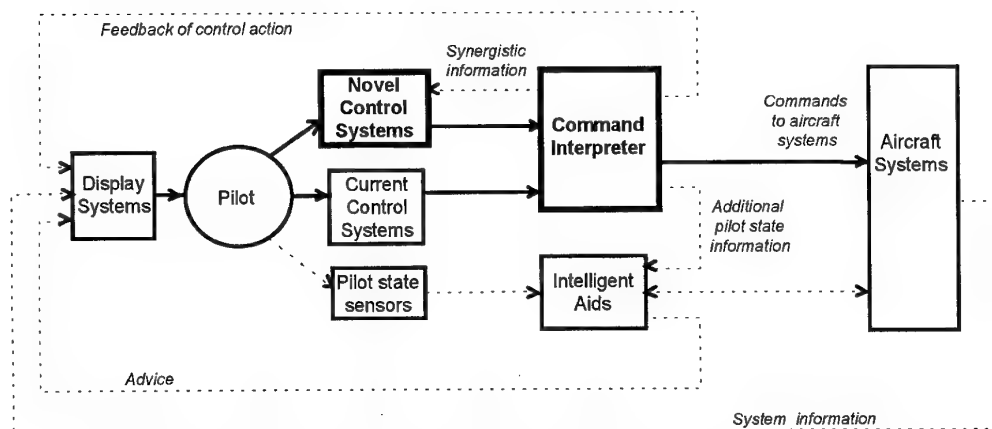 Feedback of control action
Synergistic
information
Novel
Control
Systems
Command
Interpreter
Commands
to aircraft
systems
Aircraft
Systems
Display
Systems
Pilot
Current
Control
Systems
Additional
pilot state
information
Pilot state
sensors
Intelligent
Aids
Advice
System information